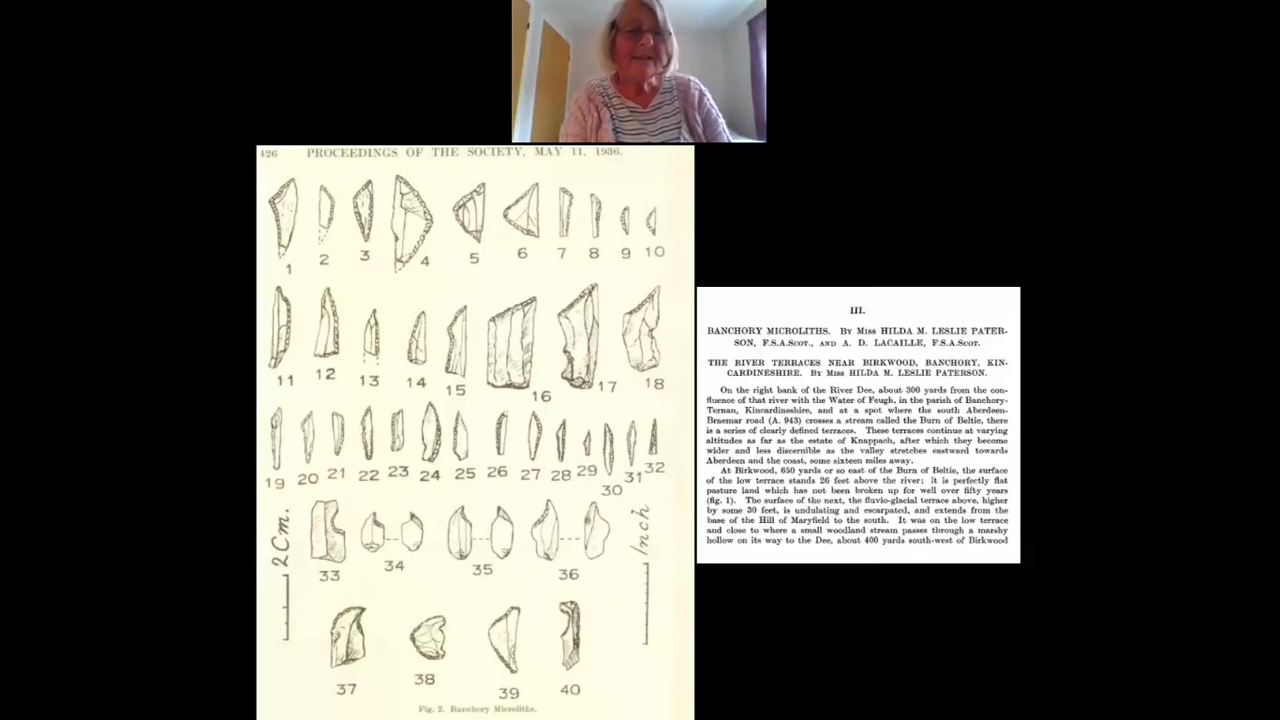 426 PROCEEDINGS OF THE SOCIETY, MAY 11, 1936.
1 2 3 4 5 6 7 8 9 10
11 12 13 14 15 16 17 18
19 20 21 22 23 24 25 26 27 28 29 30 31 32
2 Cm.
33 34 35 36
Inch
37 38 39 40
Fig. 2. Banchory Microliths.
III.
BANCHORY MICROLITHS. BY MISS HILDA M. LESLIE PATER-
SON, F.S.A.SCOT., AND A. D. LACAILLE, F.S.A.SCOT.
THE RIVER TERRACES NEAR BIRKWOOD, BANCHORY, KIN-
CARDINESHIRE. BY MISS HILDA M. LESLIE PATERSON.
On the right bank of the River Dee, about 300 yards from the con-
fluence of that river with the Water of Feugh, in the parish of Banchory-
Ternan, Kincardineshire, and at a spot where the south Aberdeen-
Braemar road (A. 943) crosses a stream called the Burn of Beltie, there
is a series of clearly defined terraces. These terraces continue at varying
altitudes as far as the estate of Knappach, after which they become
wider and less discernible as the valley stretches eastward towards
Aberdeen and the coast, some sixteen miles away.
At Birkwood, 650 yards or so east of the Burn of Beltie, the surface
of the low terrace stands 26 feet above the river; it is perfectly flat
pasture land which has not been broken up for well over fifty years
(fig. 1). The surface of the next, the fluvio-glacial terrace above, higher
by some 30 feet, is undulating and escarpated, and extends from the
base of the Hill of Maryfield to the south. It was on the low terrace
and close to where a small woodland stream passes through a marshy
hollow on its way to the Dee, about 400 yards south-west of Birkwood